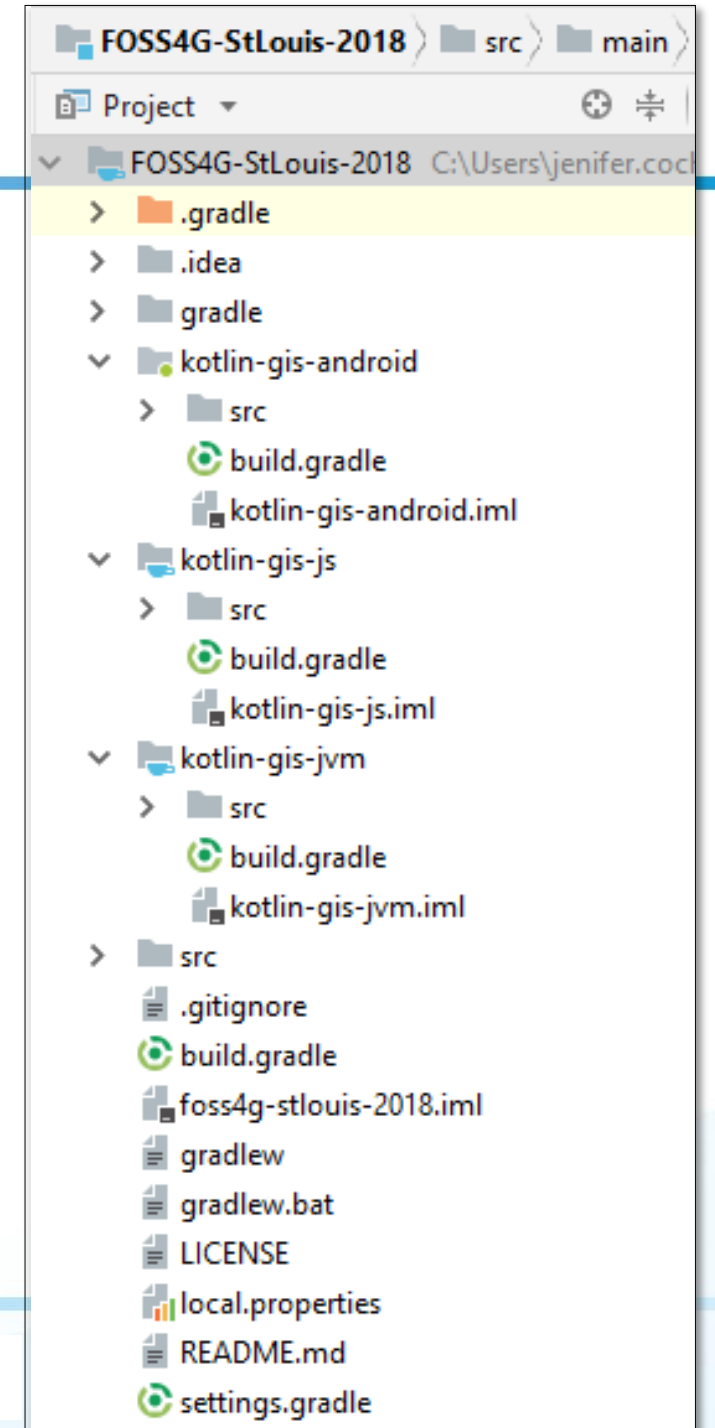 FOSS4G-StLouis-2018 src main
Project
FOSS4G-StLouis-2018 C:\Users\jenifer.coch
.gradle
.idea
gradle
kotlin-gis-android
src
build.gradle
kotlin-gis-android.iml
kotlin-gis-js
src
build.gradle
kotlin-gis-js.iml
kotlin-gis-jvm
src
build.gradle
kotlin-gis-jvm.iml
src
.gitignore
build.gradle
foss4g-stlouis-2018.iml
gradlew
gradlew.bat
LICENSE
local.properties
README.md
settings.gradle